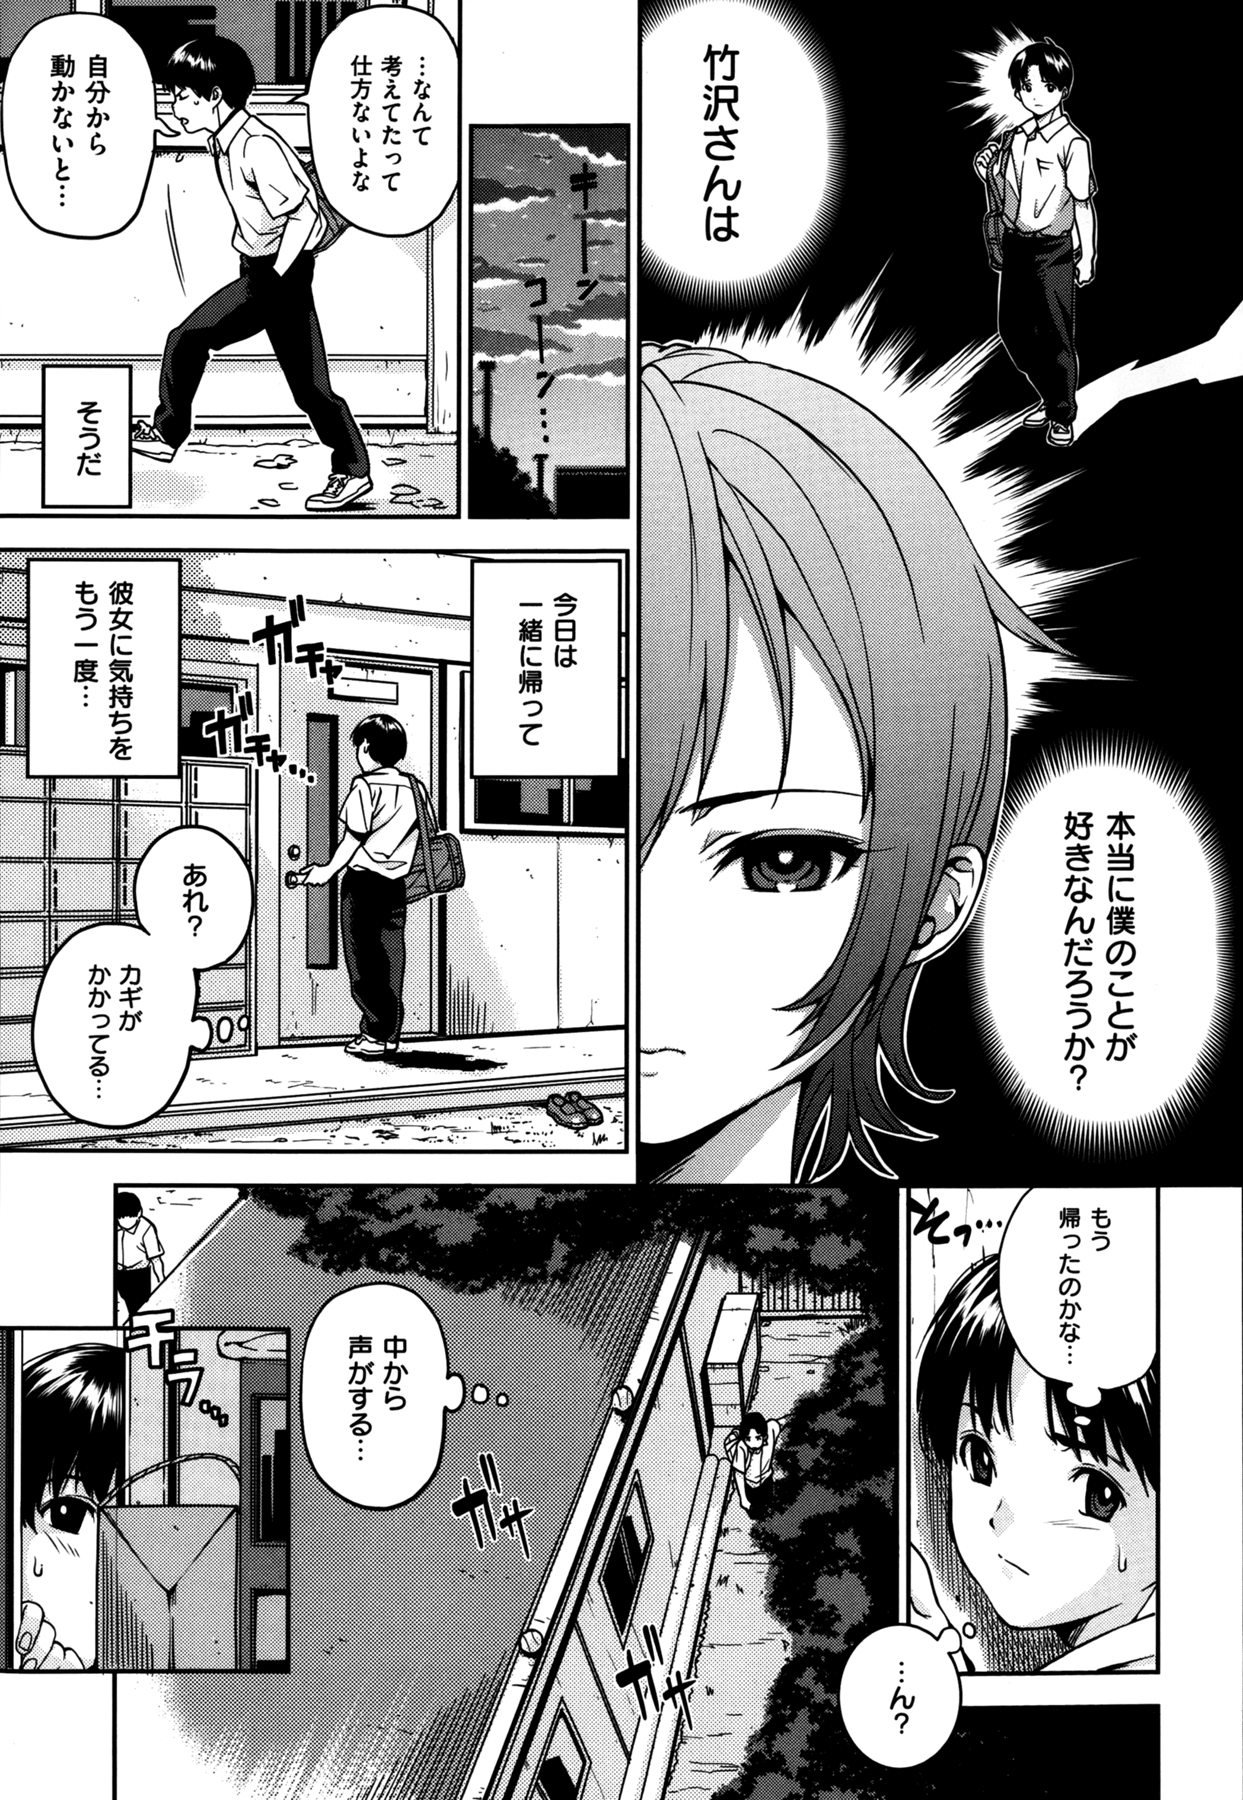 竹沢さんは
本当に僕のことが
好きなんだろうか?
キーン
コーン…
…なんて
考えてたって
仕方ないよな
自分から
動かないと…
そうだ
今日は
一緒に帰って
彼女に気持ちを
もう一度…
ガチャ
ガチャ…
あれ?
カギが
かかってる…
もう
帰ったのかな…
そっ…
…ん?
ガサ
ガサ
中から
声がする…
チラ…